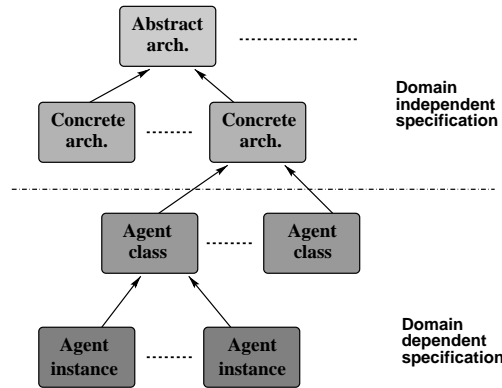 Abstract
arch.
Domain
independent
specification
Concrete
arch.
Concrete
arch.
Agent
class
Agent
class
Agent
instance
Agent
instance
Domain
dependent
specification